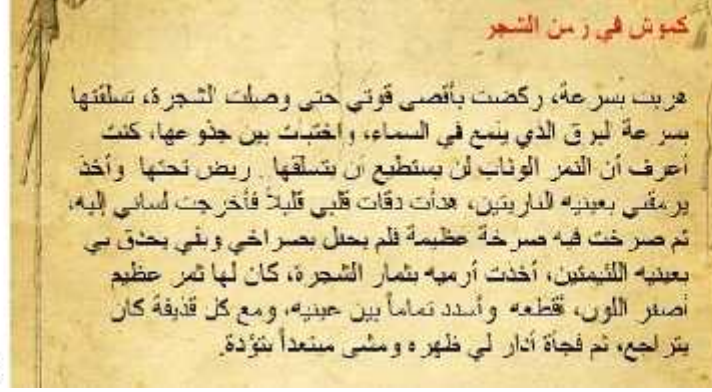 كموش في زمن الشجر
هربت بسرعة، ركضت بأقصى قوتي حتى وصلت الشجرة، تسلقتها
بسرعة البرق الذي يلمع في السماء، واختبأت بين جذوعها، كنت
أعرف أن النمر الوثاب لن يستطيع أن يتسلقها. ربض تحتها وأخذ
يرمقني بعينيه الناريتين، هدأت دقات قلبي قليلاً فأخرجت لساني إليه،
ثم صرخت فيه صرخة عظيمة فلم يحفل بصراخي وبقي يحدق بي
بعينيه اللئيمتين، أخذت أرميه بثمار الشجرة، كان لها ثمر عظيم
أصفر اللون، أقطعه وأسدد تماماً بين عينيه، ومع كل قذيفة كان
يتراجع، ثم فجأة أدار لي ظهره ومشى مبتعداً بتؤدة.